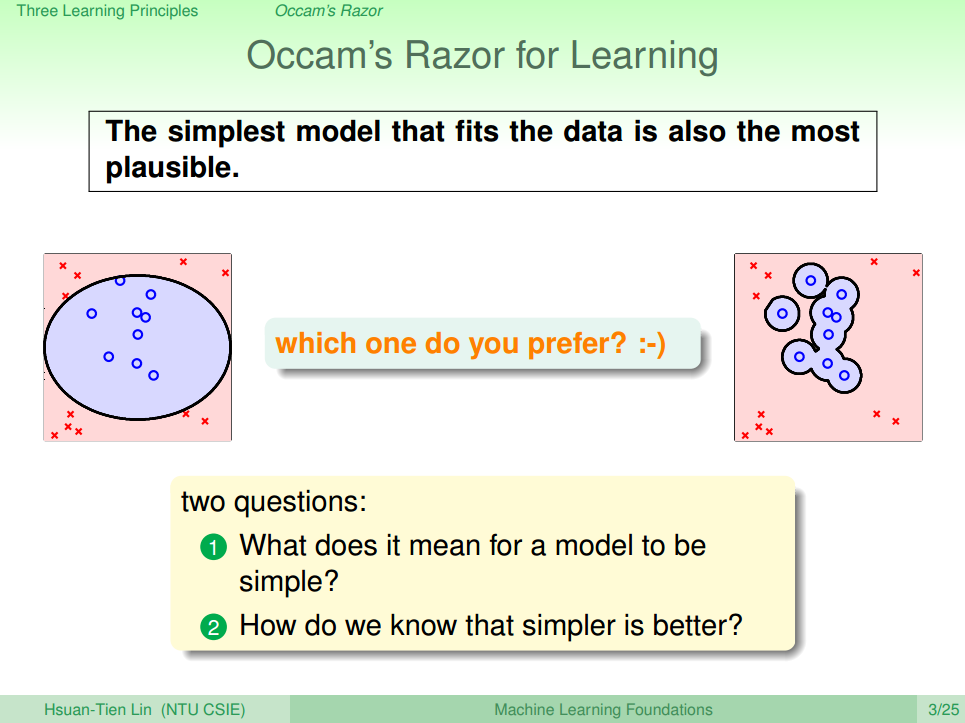 Three Learning Principles
Occam's Razor
Occam's Razor for Learning
The simplest model that fits the data is also the most
plausible.
which one do you prefer? :-)
two questions:
1 What does it mean for a model to be
simple?
2 How do we know that simpler is better?
Hsuan-Tien Lin (NTU CSIE)
Machine Learning Foundations
3/25